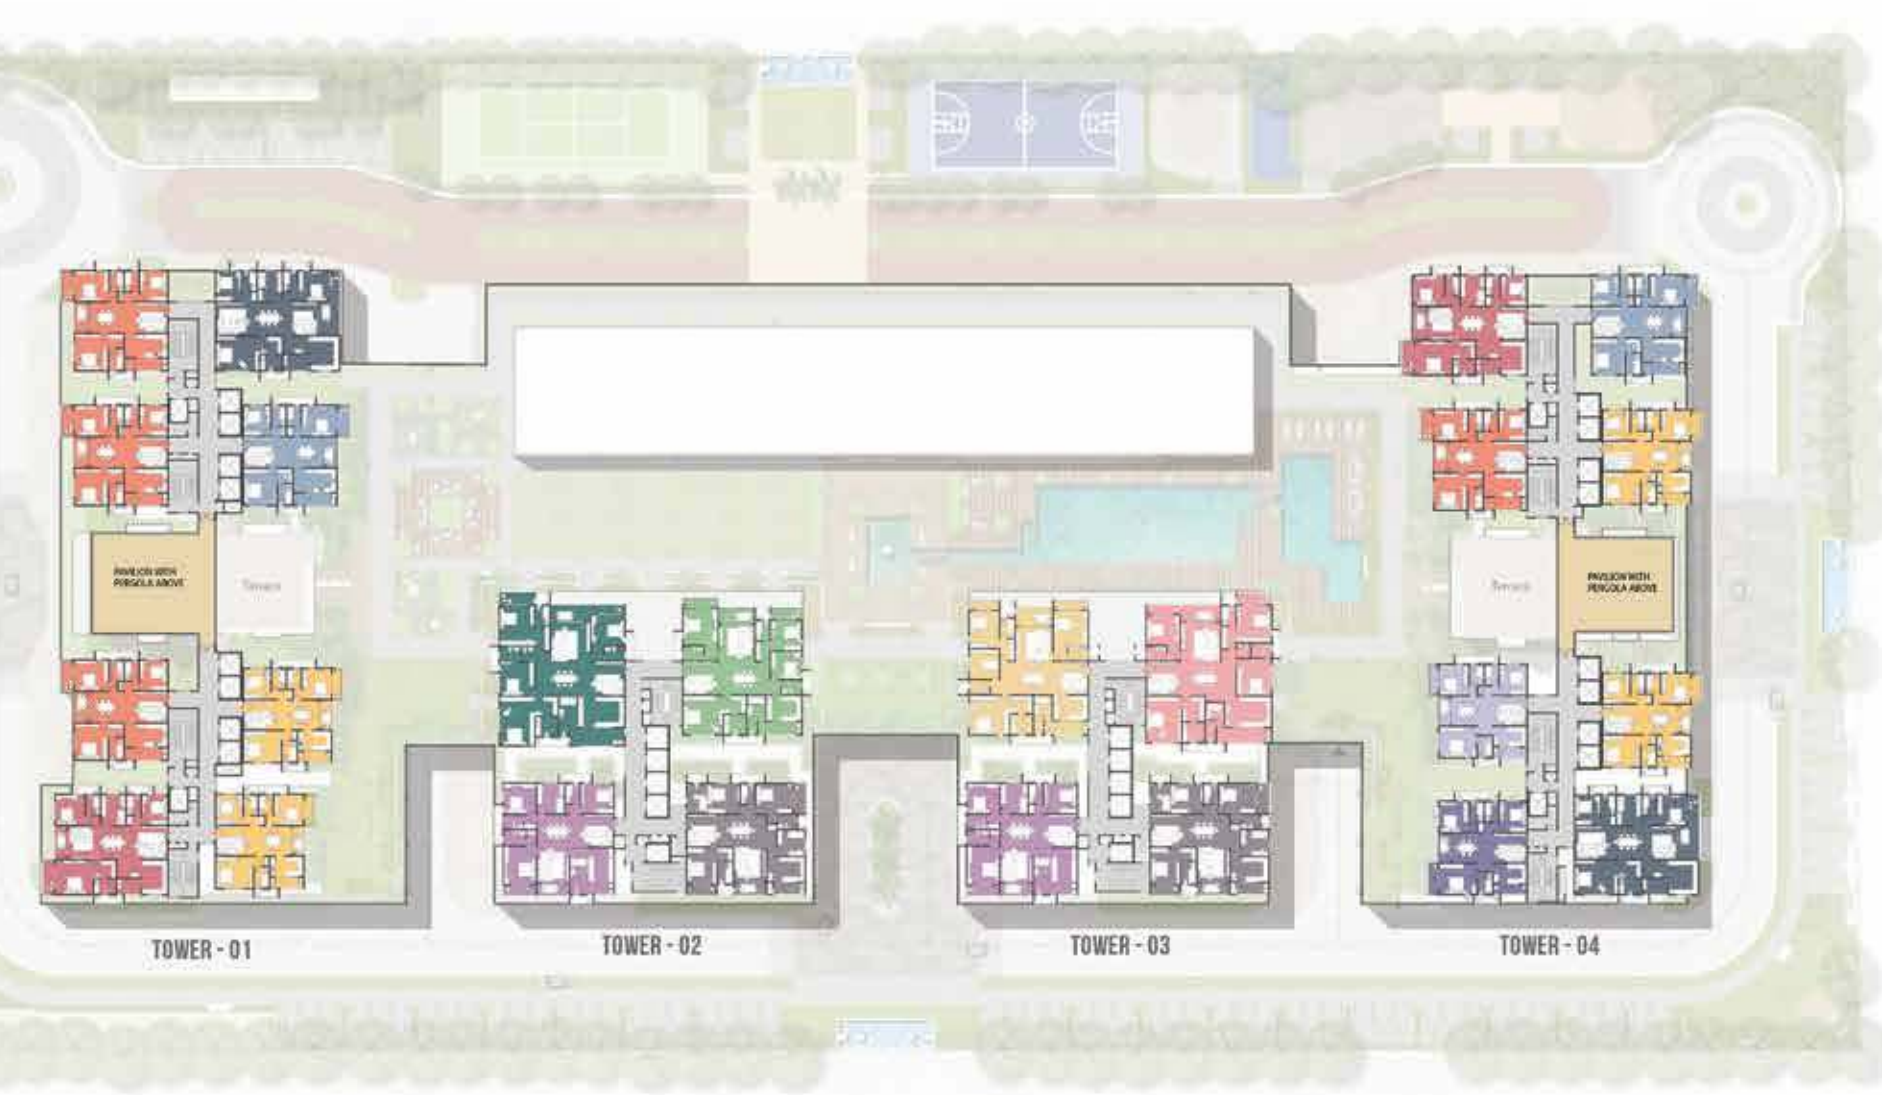 PAVILION WITH
PERGOLA ABOVE
Terrace
Terrace
PAVILION WITH
PERGOLA ABOVE
TOWER - 01
TOWER - 02
TOWER - 03
TOWER - 04